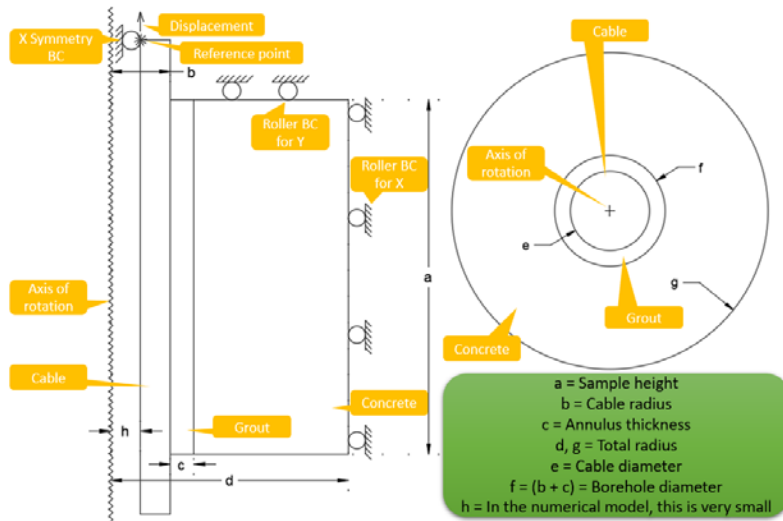 X Symmetry
BC
Displacement
Reference point
b
Roller BC
for Y
Roller BC
for X
a
Axis of
rotation
Cable
h
Grout
Concrete
c
d
Cable
Axis of
rotation
f
e
g
Grout
Concrete
a = Sample height
b = Cable radius
c = Annulus thickness
d, g = Total radius
e = Cable diameter
f = (b + c) = Borehole diameter
h = In the numerical model, this is very small